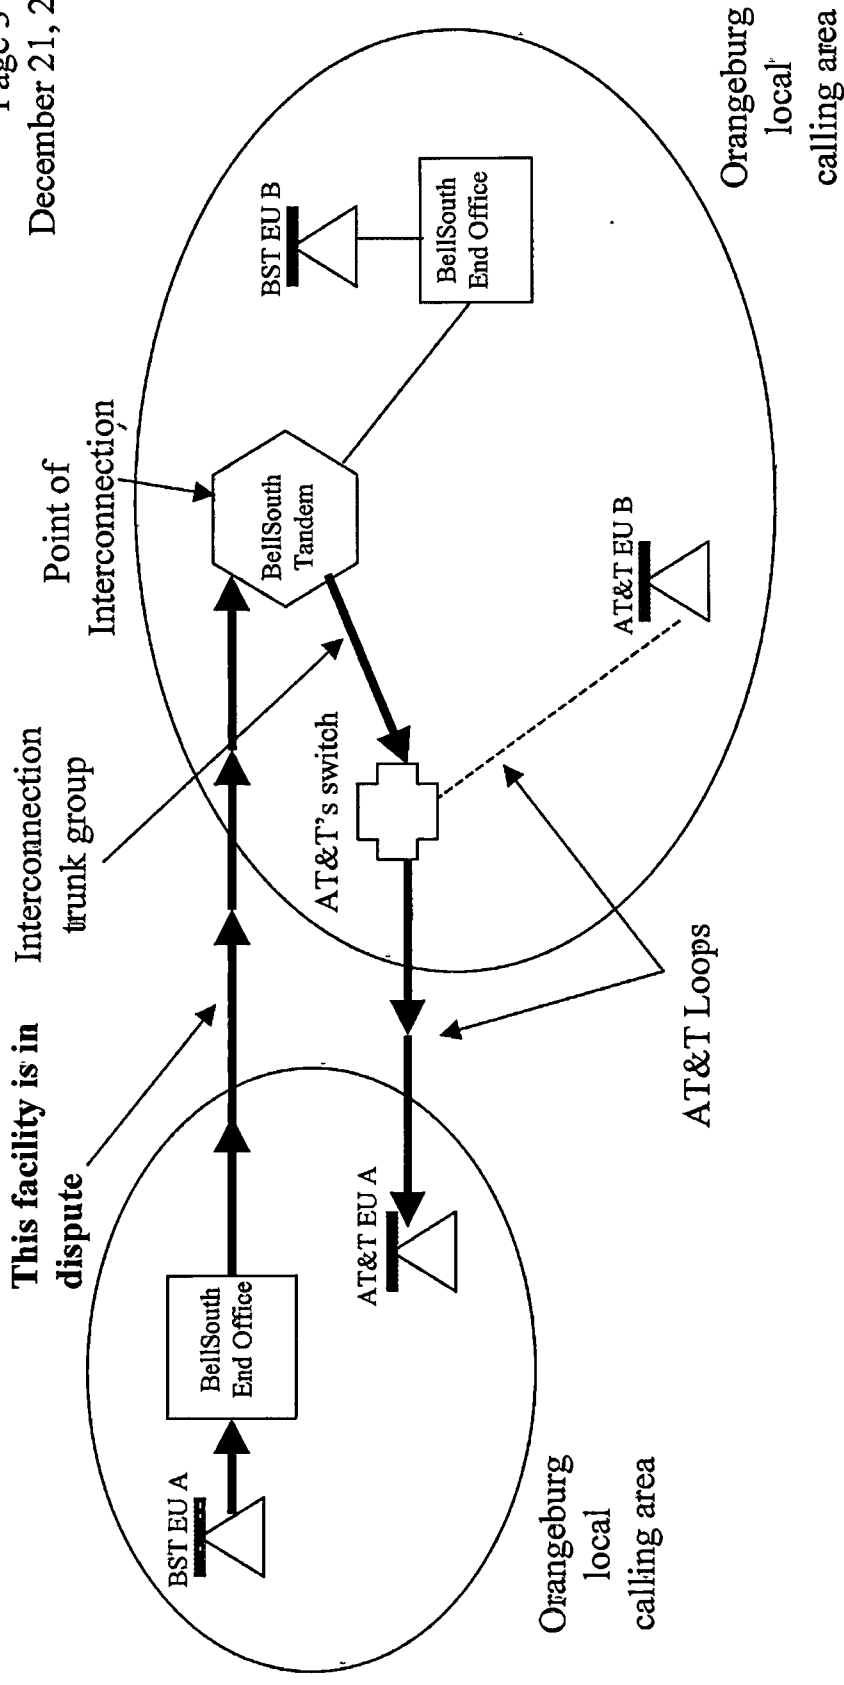 Page 3
December 21, 2
This facility is in
dispute
Interconnection
trunk group
Point of
Interconnection
BST EU A
BellSouth
End Office
AT&T EU A
AT&T's switch
BellSouth
Tandem
BST EU B
BellSouth
End Office
AT&T EU B
AT&T Loops
Orangeburg
local
calling area
Orangeburg
local
calling area